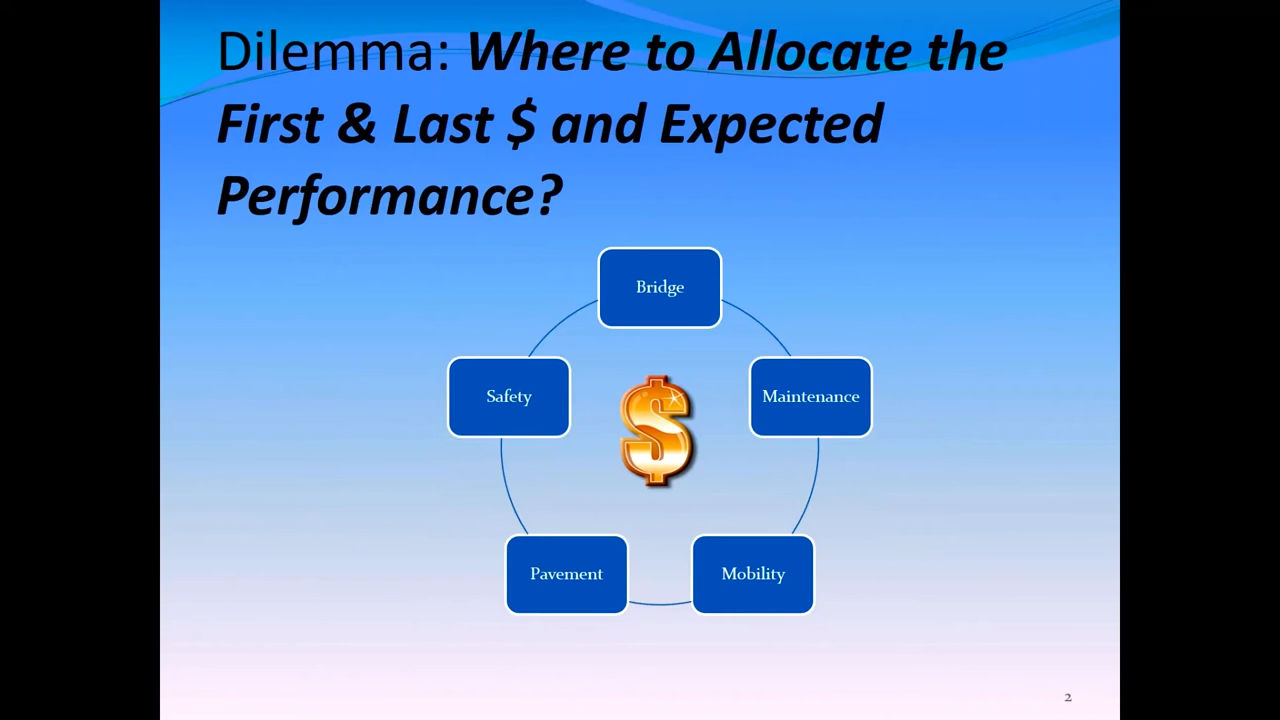 Dilemma: Where to Allocate the
First & Last $ and Expected
Performance?
Bridge
Safety
Maintenance
$
Pavement
Mobility
2